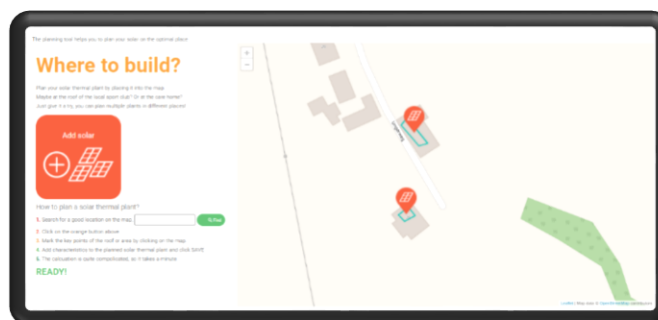 The planning tool helps you to plan your solar on the optimal place
Where to build?
Plan your solar thermal plant by placing it into the map.
Maybe at the roof of the local sport club? Or at the care home?
Just give it a try, you can plan multiple plants in different places!
Add solar
How to plan a solar thermal plant?
1. Search for a good location on the map
2. Click on the orange button above
3. Mark the key points of the roof or area by clicking on the map
4. Add characteristics to the planned solar thermal plant and click SAVE
5. The calculation is quite complicated, so it takes a minute
READY!
+
−